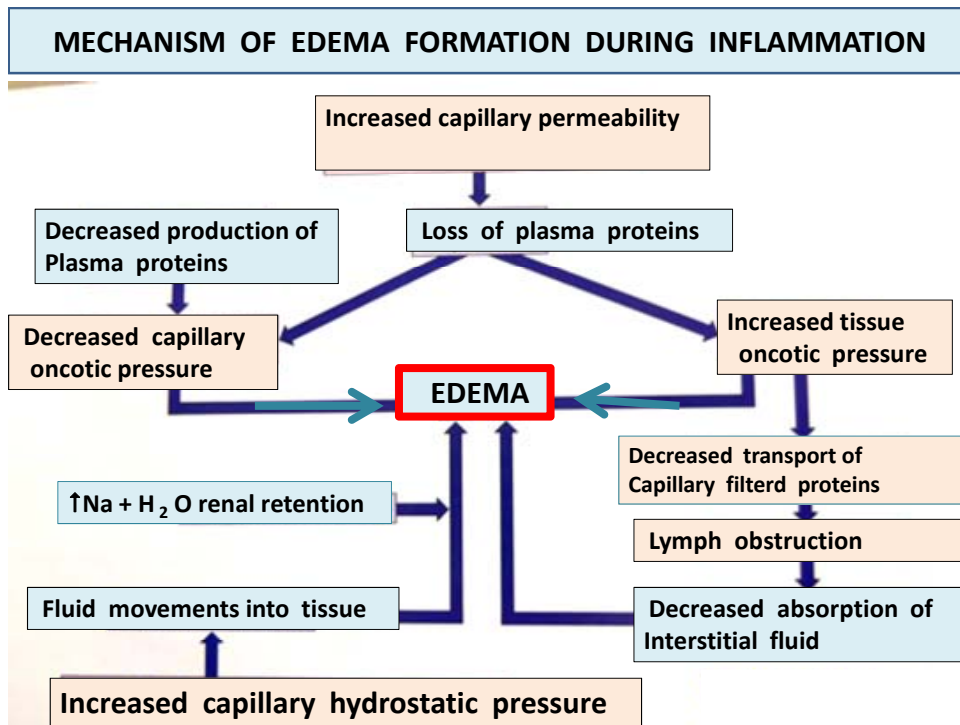 MECHANISM OF EDEMA FORMATION DURING INFLAMMATION
Increased capillary permeability
Decreased production of
Plasma proteins
Loss of plasma proteins
Decreased capillary
oncotic pressure
Increased tissue
oncotic pressure
EDEMA
Decreased transport of
Capillary filterd proteins
↑Na + H₂O renal retention
Lymph obstruction
Fluid movements into tissue
Decreased absorption of
Interstitial fluid
Increased capillary hydrostatic pressure